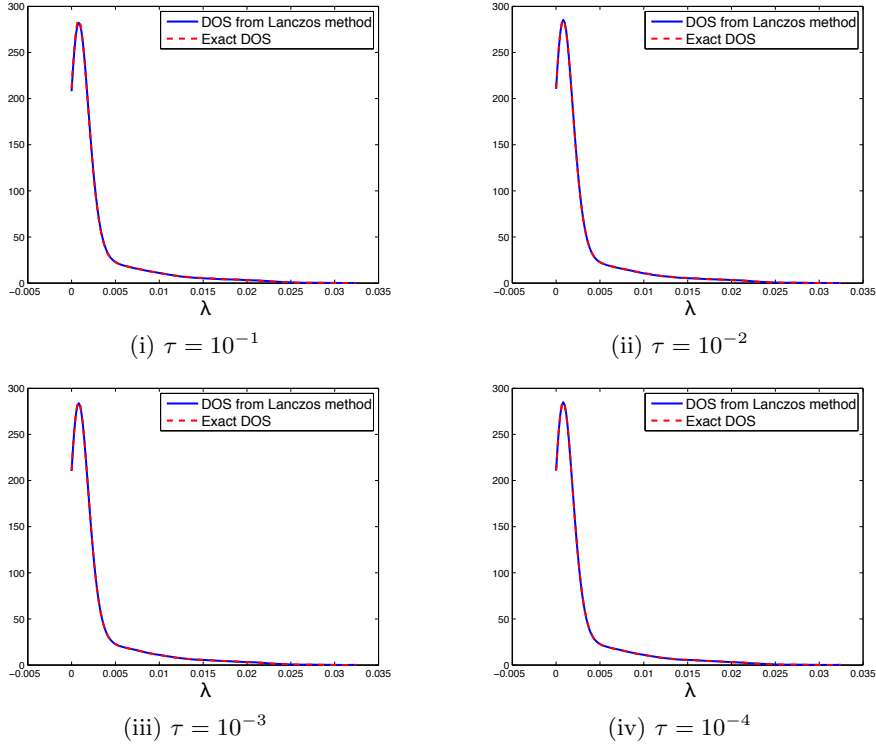 300
250
200
150
100
50
0
−0.005 0 0.005 0.01 0.015 0.02 0.025 0.03 0.035
λ
DOS from Lanczos method
Exact DOS
(i) τ = 10⁻¹
300
250
200
150
100
50
0
−0.005 0 0.005 0.01 0.015 0.02 0.025 0.03 0.035
λ
DOS from Lanczos method
Exact DOS
(ii) τ = 10⁻²
300
250
200
150
100
50
0
−0.005 0 0.005 0.01 0.015 0.02 0.025 0.03 0.035
λ
DOS from Lanczos method
Exact DOS
(iii) τ = 10⁻³
300
250
200
150
100
50
0
−0.005 0 0.005 0.01 0.015 0.02 0.025 0.03 0.035
λ
DOS from Lanczos method
Exact DOS
(iv) τ = 10⁻⁴